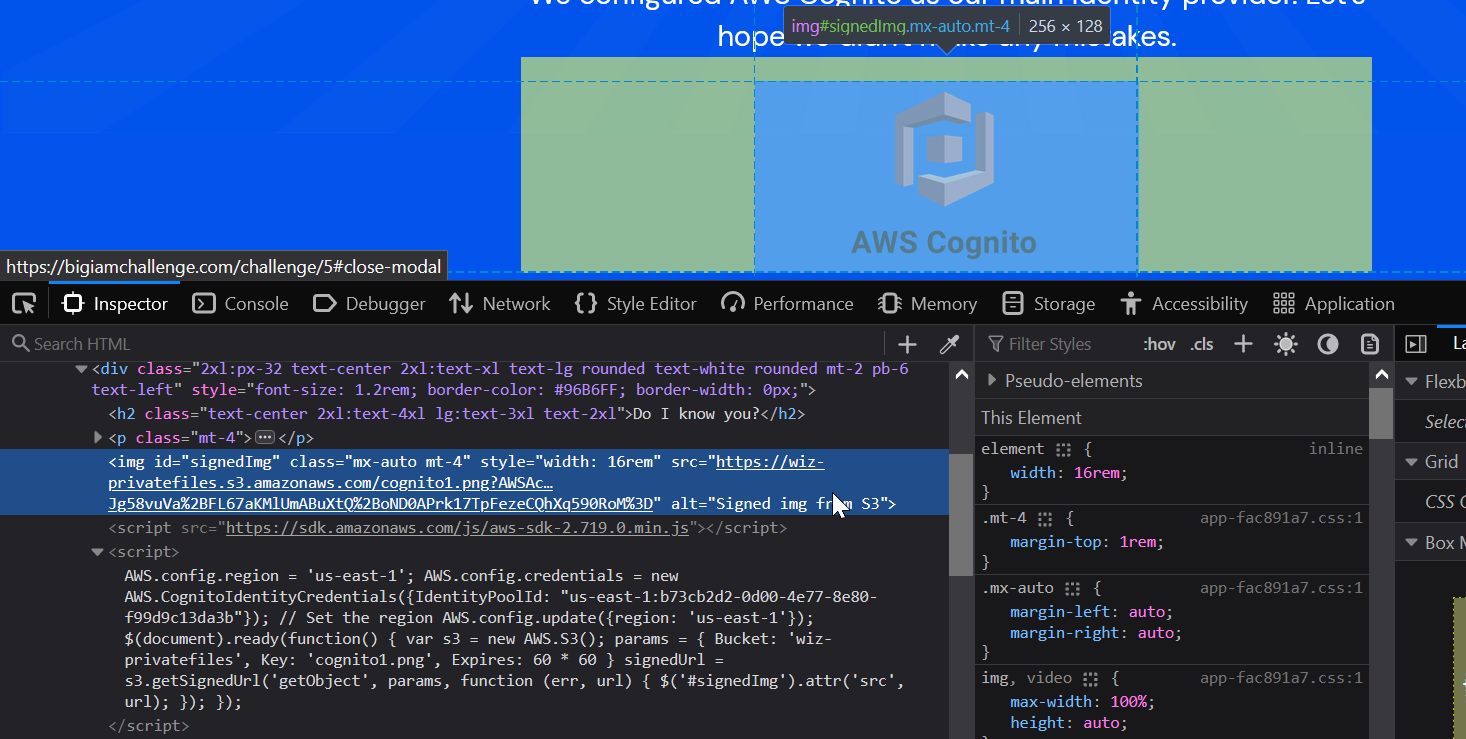 We configured AWS Cognito as our main identity provider. Let's
img#signedImg.mx-auto.mt-4 256 × 128
hope we didn't make any mistakes.
AWS Cognito
https://bigiamchallenge.com/challenge/5#close-modal
Inspector Console Debugger Network Style Editor Performance Memory Storage Accessibility Application
Search HTML
<div class="2xl:px-32 text-center 2xl:text-xl text-lg rounded text-white rounded mt-2 pb-6
text-left" style="font-size: 1.2rem; border-color: #96B6FF; border-width: 0px;">
<h2 class="text-center 2xl:text-4xl lg:text-3xl text-2xl">Do I know you?</h2>
<p class="mt-4"> ••• </p>
<img id="signedImg" class="mx-auto mt-4" style="width: 16rem" src="https://wiz-
privatefiles.s3.amazonaws.com/cognito1.png?AWSAc…
Jg58vuVa%2BFL67aKMlUmABuXtQ%2BoND0APrk17TpFezeCQhXq590RoM%3D" alt="Signed img from S3">
<script src="https://sdk.amazonaws.com/js/aws-sdk-2.719.0.min.js"></script>
<script>
AWS.config.region = 'us-east-1'; AWS.config.credentials = new
AWS.CognitoIdentityCredentials({IdentityPoolId: "us-east-1:b73cb2d2-0d00-4e77-8e80-
f99d9c13da3b"}); // Set the region AWS.config.update({region: 'us-east-1'});
$(document).ready(function() { var s3 = new AWS.S3(); params = { Bucket: 'wiz-
privatefiles', Key: 'cognito1.png', Expires: 60 * 60 } signedUrl =
s3.getSignedUrl('getObject', params, function (err, url) { $('#signedImg').attr('src',
url); }); });
</script>
Filter Styles :hov .cls
Pseudo-elements
This Element
element { inline
width: 16rem;
}
.mt-4 { app-fac891a7.css:1
margin-top: 1rem;
}
.mx-auto { app-fac891a7.css:1
margin-left: auto;
margin-right: auto;
}
img, video { app-fac891a7.css:1
max-width: 100%;
height: auto;
}
La
Flexb
Selec
Grid
CSS G
Box M